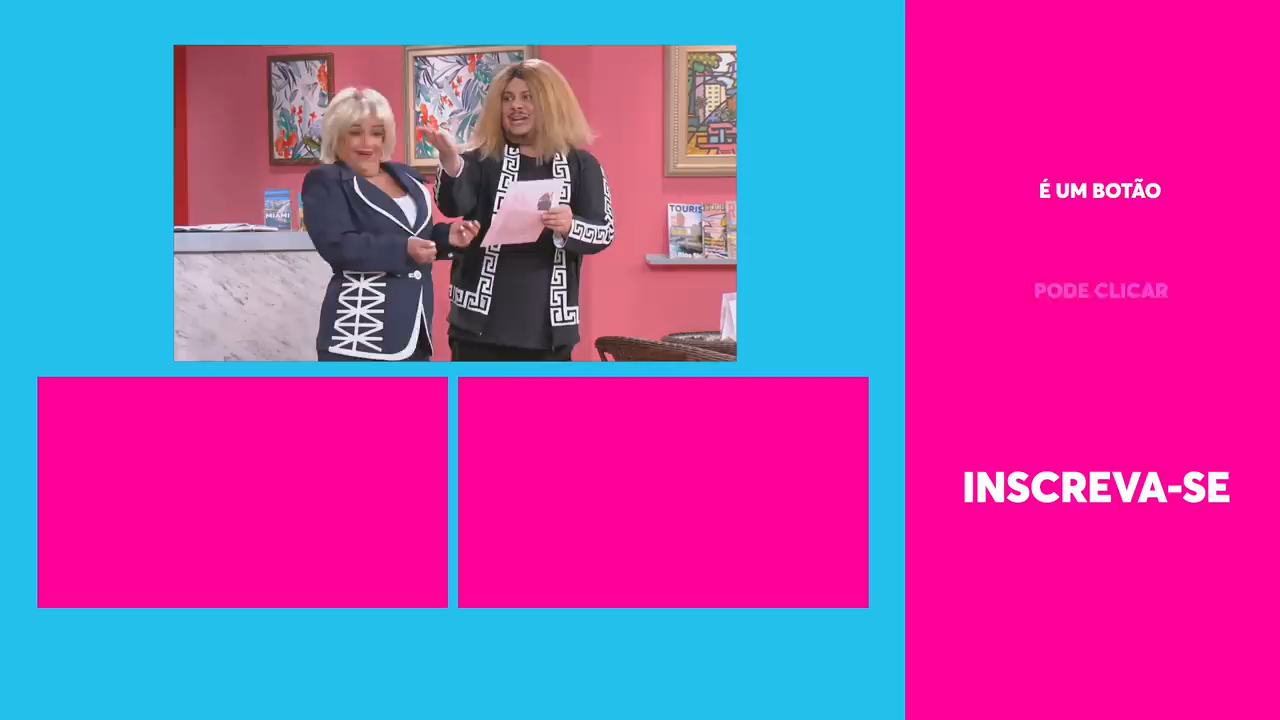 MIAMI
TOURIS
É UM BOTÃO
PODE CLICAR
INSCREVA-SE